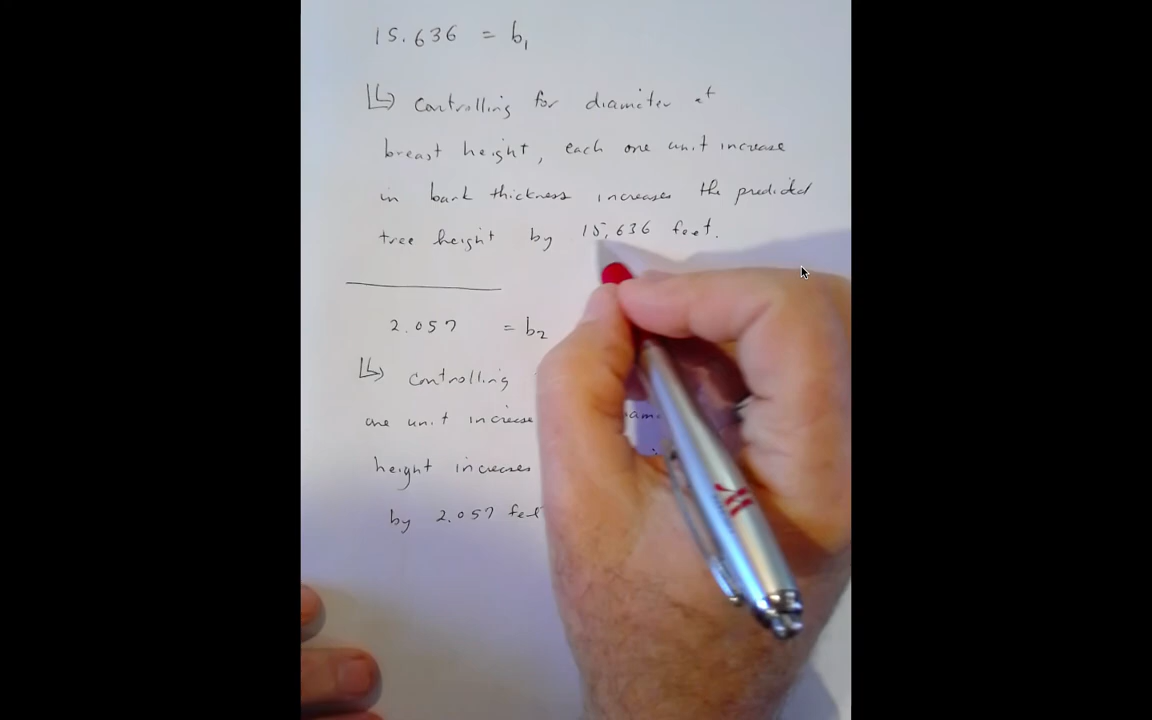 15.636 = b1
Controlling for diameter at
breast height, each one unit increase
in bark thickness increases the predicted
tree height by 15.636 feet.
2.057 = b2
controlling
one unit increase
height increases
by 2.057 feet